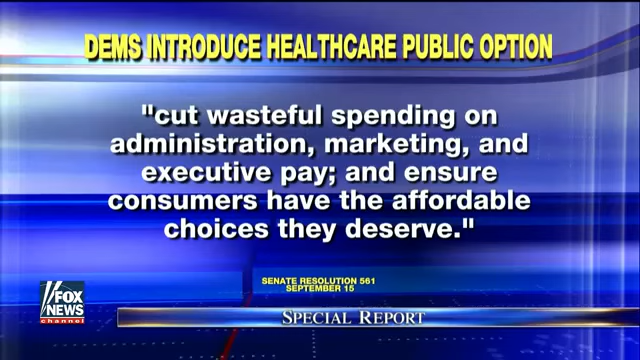 DEMS INTRODUCE HEALTHCARE PUBLIC OPTION
"cut wasteful spending on
administration, marketing, and
executive pay; and ensure
consumers have the affordable
choices they deserve."
SENATE RESOLUTION 561
SEPTEMBER 15
FOX
NEWS
channel
SPECIAL REPORT